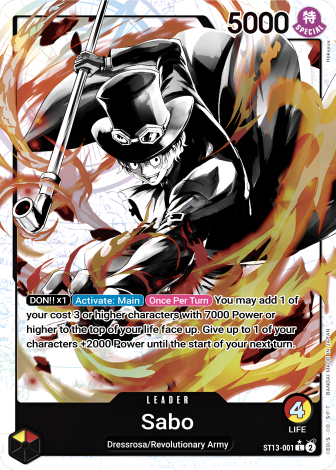 5000
特
SPECIAL
DON!! ×1 Activate: Main Once Per Turn You may add 1 of
your cost 3 or higher characters with 7000 Power or
higher to the top of your life face up. Give up to 1 of your
characters +2000 Power until the start of your next turn.
LEADER
Sabo
Dressrosa/Revolutionary Army
4
LIFE
ST13-001 L 2